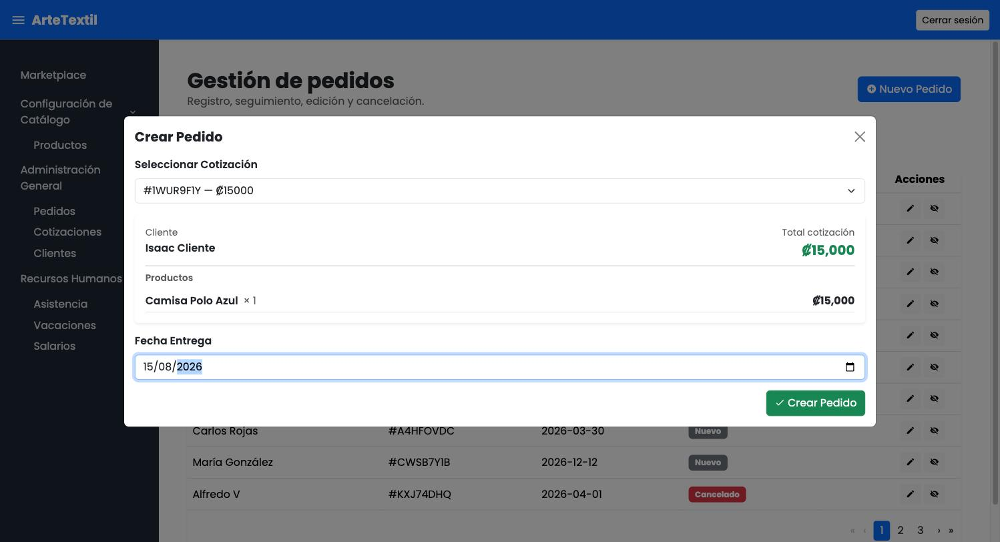 ArteTextil
Cerrar sesión
Marketplace
Configuración de
Catálogo
Productos
Administración
General
Pedidos
Cotizaciones
Clientes
Recursos Humanos
Asistencia
Vacaciones
Salarios
Gestión de pedidos
Registro, seguimiento, edición y cancelación.
Nuevo Pedido
Acciones
Crear Pedido
Seleccionar Cotización
#1WUR9F1Y — ₡15000
Cliente
Isaac Cliente
Total cotización
₡15,000
Productos
Camisa Polo Azul × 1 ₡15,000
Fecha Entrega
15/08/2026
Crear Pedido
Carlos Rojas #A4HFOVDC 2026-03-30 Nuevo
María González #CWSB7Y1B 2026-12-12 Nuevo
Alfredo V #KXJ74DHQ 2026-04-01 Cancelado
« ‹ 1 2 3 › »